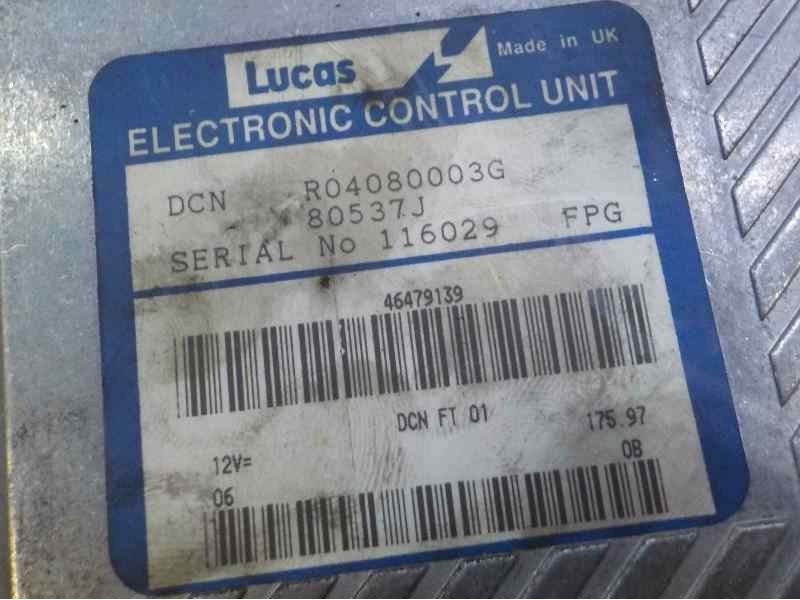 Lucas Made in UK
ELECTRONIC CONTROL UNIT
DCN R04080003G
80537J
SERIAL No 116029 FPG
46479139
DCN FT 01 175.97
12V= 0B
06